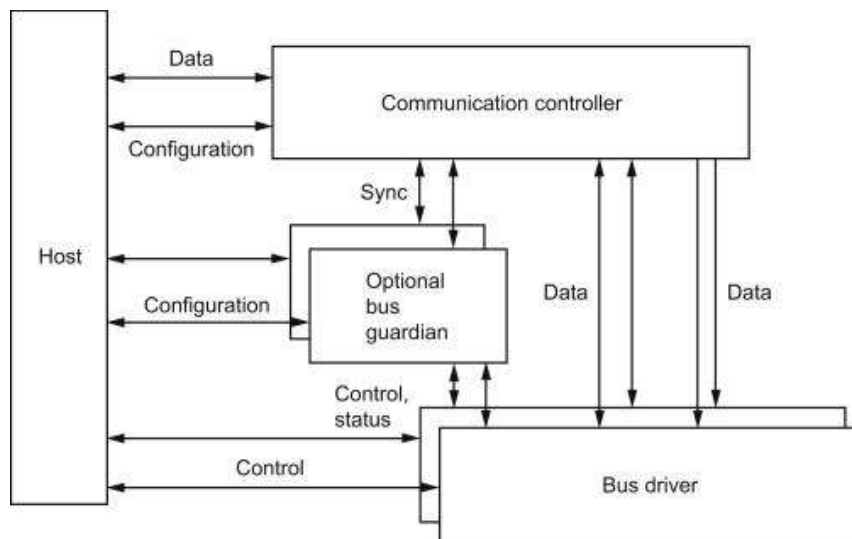 Data
Communication controller
Configuration
Sync
Host
Optional
bus
guardian
Configuration
Data
Data
Control,
status
Control
Bus driver